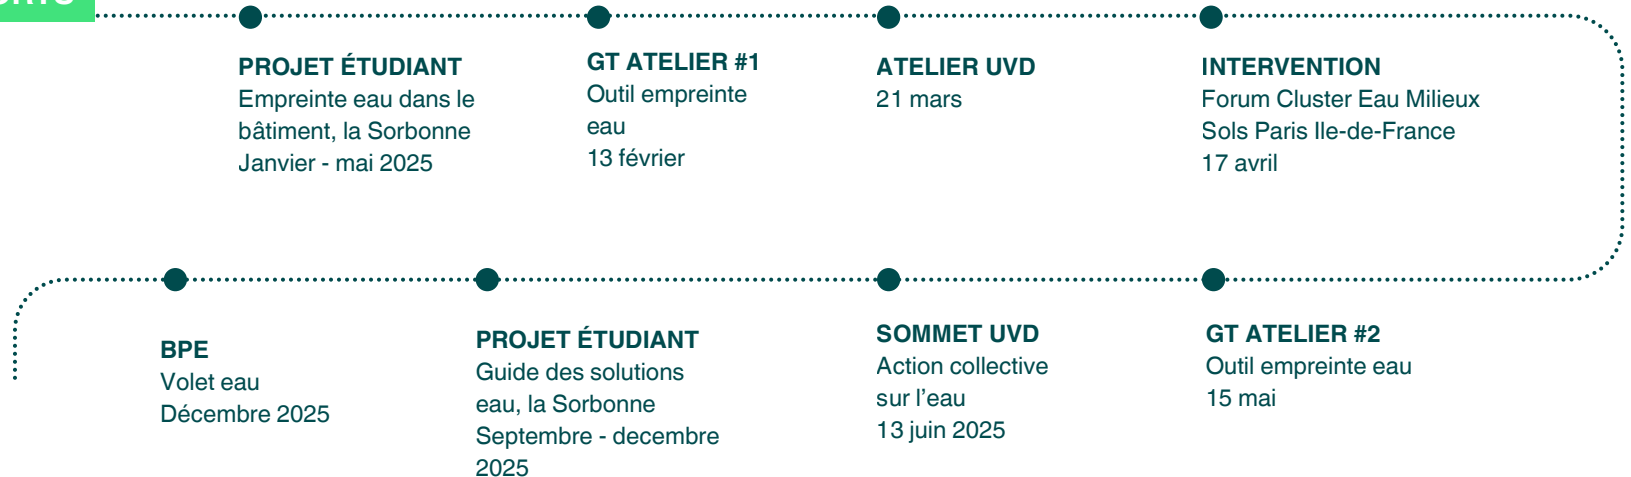 PROJET ÉTUDIANT
Empreinte eau dans le
bâtiment, la Sorbonne
Janvier - mai 2025
GT ATELIER #1
Outil empreinte
eau
13 février
ATELIER UVD
21 mars
INTERVENTION
Forum Cluster Eau Milieux
Sols Paris Ile-de-France
17 avril
GT ATELIER #2
Outil empreinte eau
15 mai
SOMMET UVD
Action collective
sur l’eau
13 juin 2025
PROJET ÉTUDIANT
Guide des solutions
eau, la Sorbonne
Septembre - decembre
2025
BPE
Volet eau
Décembre 2025